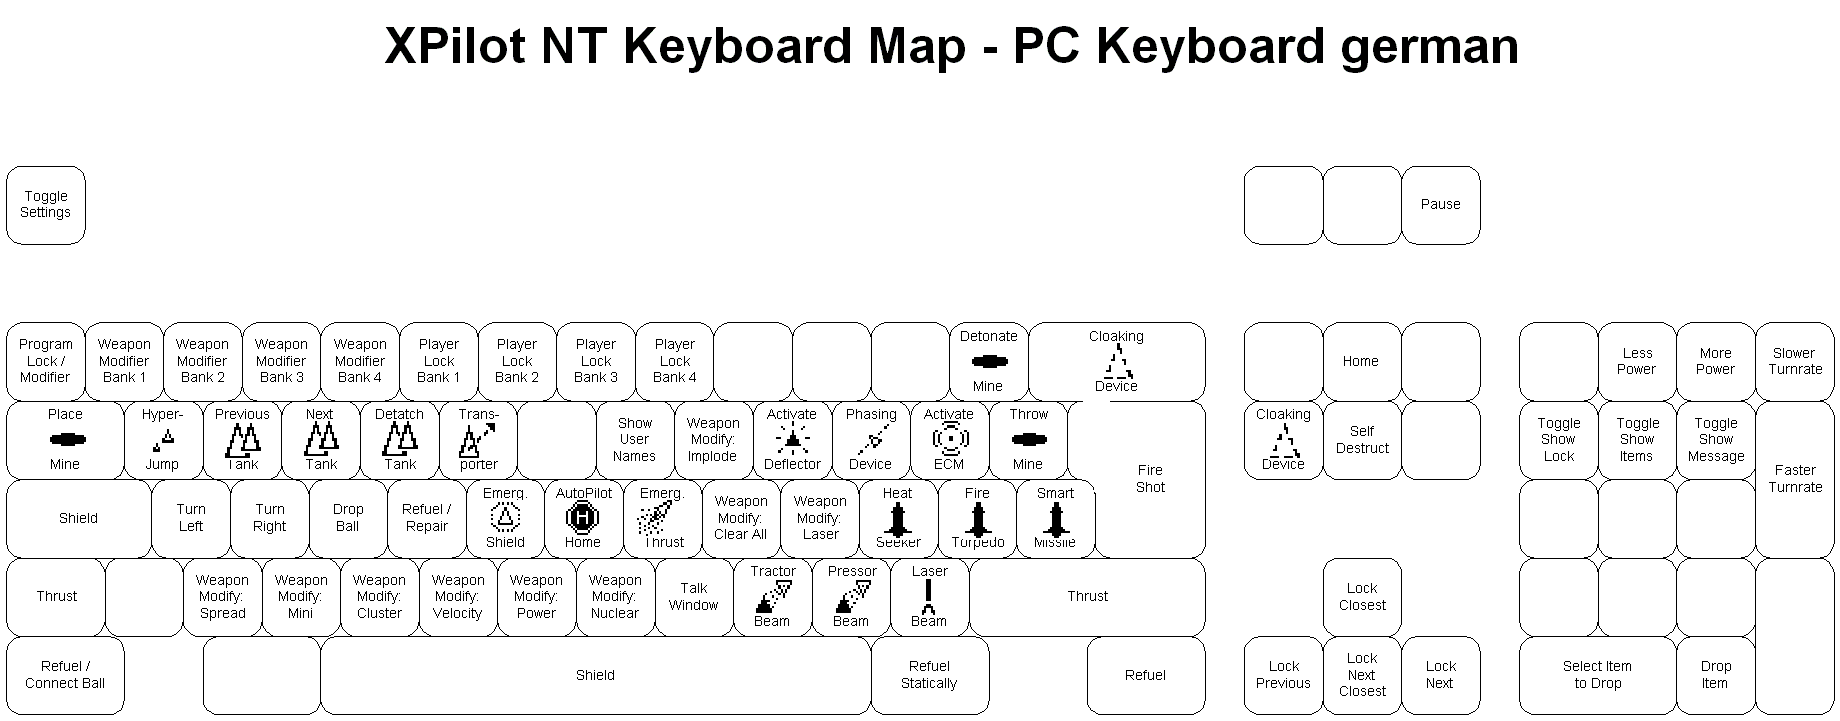 XPilot NT Keyboard Map - PC Keyboard german
Toggle
Settings
Pause
Program
Lock /
Modifier
Weapon
Modifier
Bank 1
Weapon
Modifier
Bank 2
Weapon
Modifier
Bank 3
Weapon
Modifier
Bank 4
Player
Lock
Bank 1
Player
Lock
Bank 2
Player
Lock
Bank 3
Player
Lock
Bank 4
Detonate
Mine
Cloaking
Device
Home
Less
Power
More
Power
Slower
Turnrate
Place
Mine
Hyper-
Jump
Previous
Tank
Next
Tank
Detatch
Tank
Trans-
porter
Show
User
Names
Weapon
Modify:
Implode
Activate
Deflector
Phasing
Device
Activate
ECM
Throw
Mine
Fire
Shot
Cloaking
Device
Self
Destruct
Toggle
Show
Lock
Toggle
Show
Items
Toggle
Show
Message
Faster
Turnrate
Shield
Turn
Left
Turn
Right
Drop
Ball
Refuel /
Repair
Emerg.
Shield
AutoPilot
H
Home
Emerg.
Thrust
Weapon
Modify:
Clear All
Weapon
Modify:
Laser
Heat
Seeker
Fire
Torpedo
Smart
Missile
Thrust
Weapon
Modify:
Spread
Weapon
Modify:
Mini
Weapon
Modify:
Cluster
Weapon
Modify:
Velocity
Weapon
Modify:
Power
Weapon
Modify:
Nuclear
Talk
Window
Tractor
Beam
Pressor
Beam
Laser
Beam
Thrust
Lock
Closest
Refuel /
Connect Ball
Shield
Refuel
Statically
Refuel
Lock
Previous
Lock
Next
Closest
Lock
Next
Select Item
to Drop
Drop
Item